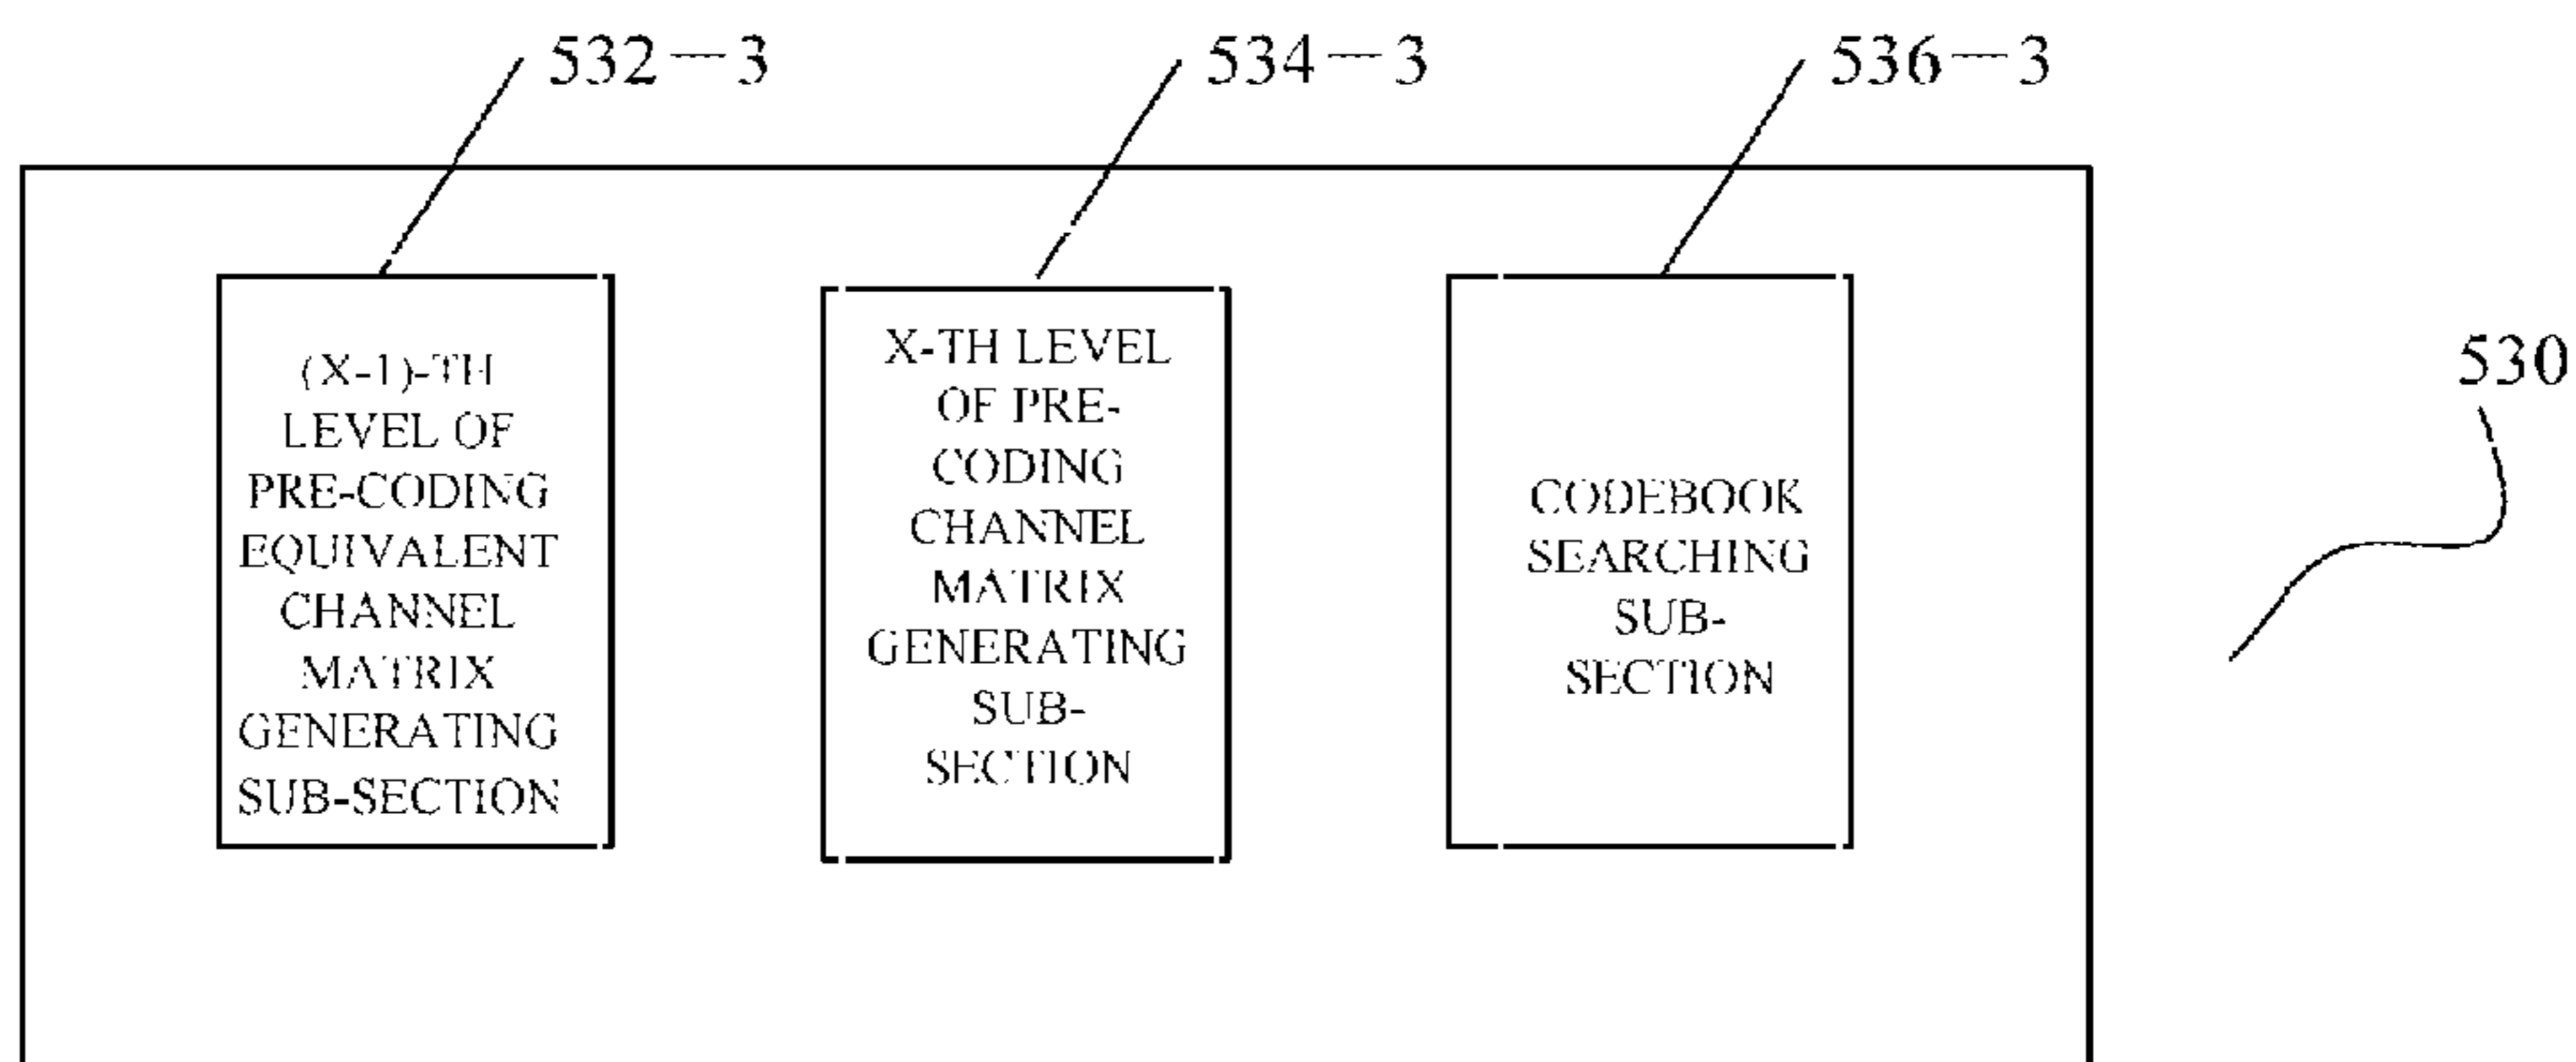 532-3
534-3
536-3
530
(X-1)-TH
LEVEL OF
PRE-CODING
EQUIVALENT
CHANNEL
MATRIX
GENERATING
SUB-SECTION
X-TH LEVEL
OF PRE-
CODING
CHANNEL
MATRIX
GENERATING
SUB-
SECTION
CODEBOOK
SEARCHING
SUB-
SECTION